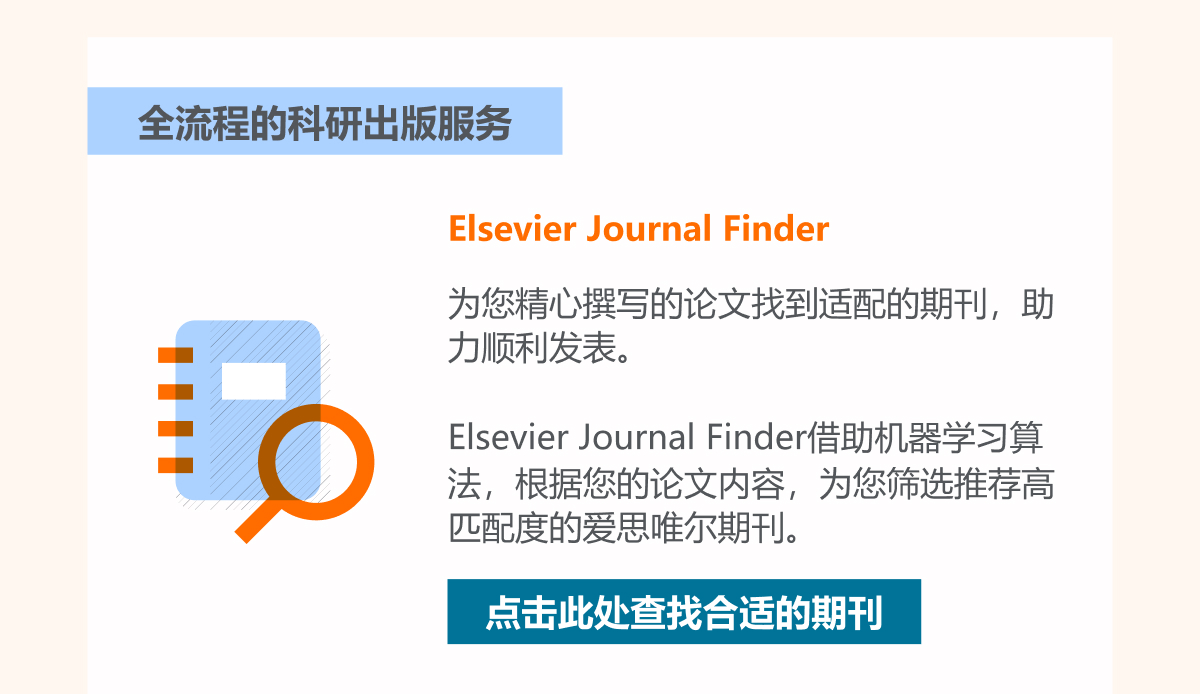 全流程的科研出版服务
Elsevier Journal Finder
为您精心撰写的论文找到适配的期刊，助
力顺利发表。
Elsevier Journal Finder借助机器学习算
法，根据您的论文内容，为您筛选推荐高
匹配度的爱思唯尔期刊。
点击此处查找合适的期刊